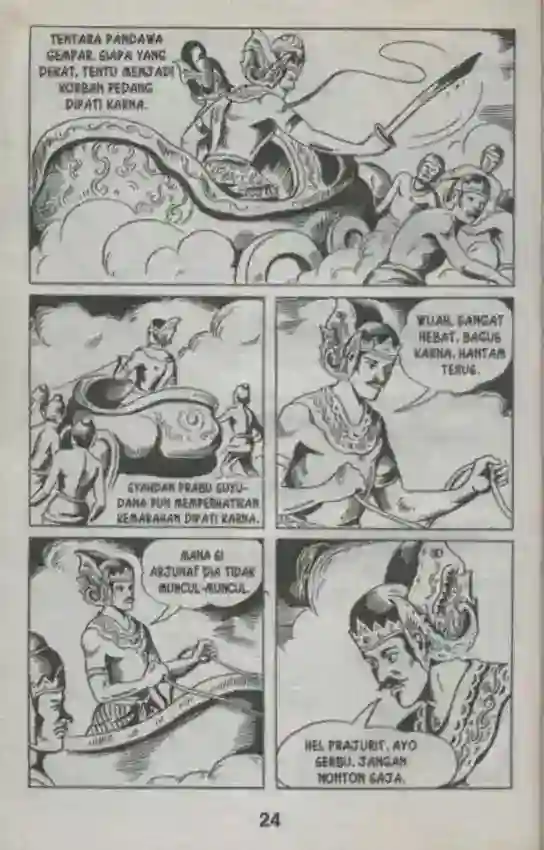 TENTARA PANDAWA
GEMPAR. SIAPA YANG
DEKAT, TENTU MENJADI
KORBAN PEDANG
DIPATI KARNA.
WUAH, SANGAT
HEBAT. BAGUS
KARNA. HANTAM
TERUS.
SYAHDAN PRABU SUYU-
DANA PUN MEMPERHATIKAN
KEMARAHAN DIPATI KARNA.
MANA SI
ARJUNA? DIA TIDAK
MUNCUL-MUNCUL.
HEI, PRAJURIT, AYO
SERBU. JANGAN
NONTON SAJA.
24